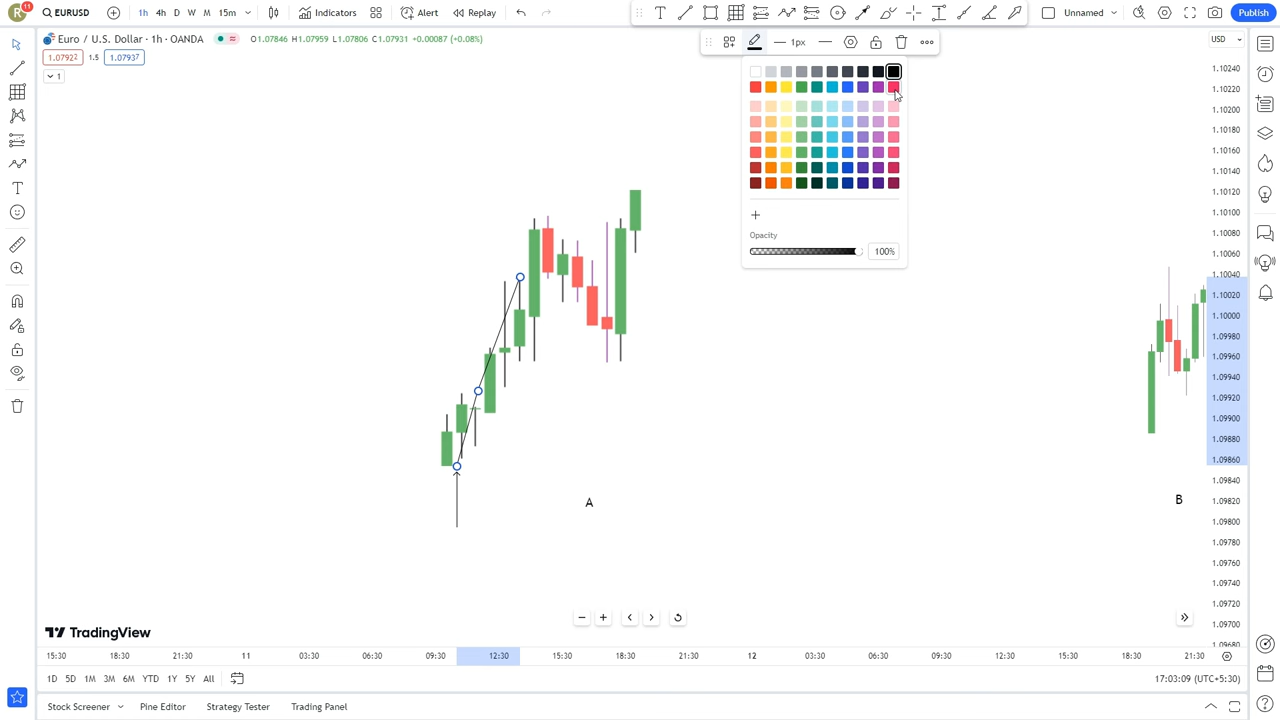 R 11 EURUSD 1h 4h D W M 15m Indicators Alert Replay Unnamed Publish
Euro / U.S. Dollar · 1h · OANDA O1.07846 H1.07959 L1.07806 C1.07931 +0.00087 (+0.08%)
1px
USD
1.07922 1.5 1.07937
1
1.10240
1.10220
1.10200
1.10180
1.10160
1.10140
1.10120
1.10100
1.10080
1.10060
1.10040
1.10020
1.10000
1.09980
1.09960
1.09940
1.09920
1.09900
1.09880
1.09860
1.09840
1.09820
1.09800
1.09780
1.09760
1.09740
1.09720
1.09700
1.09680
Opacity
100%
A
B
TradingView
15:30 18:30 21:30 11 03:30 06:30 09:30 12:30 15:30 18:30 21:30 12 03:30 06:30 09:30 12:30 15:30 18:30 21:30
1D 5D 1M 3M 6M YTD 1Y 5Y All 17:03:09 (UTC+5:30)
Stock Screener Pine Editor Strategy Tester Trading Panel